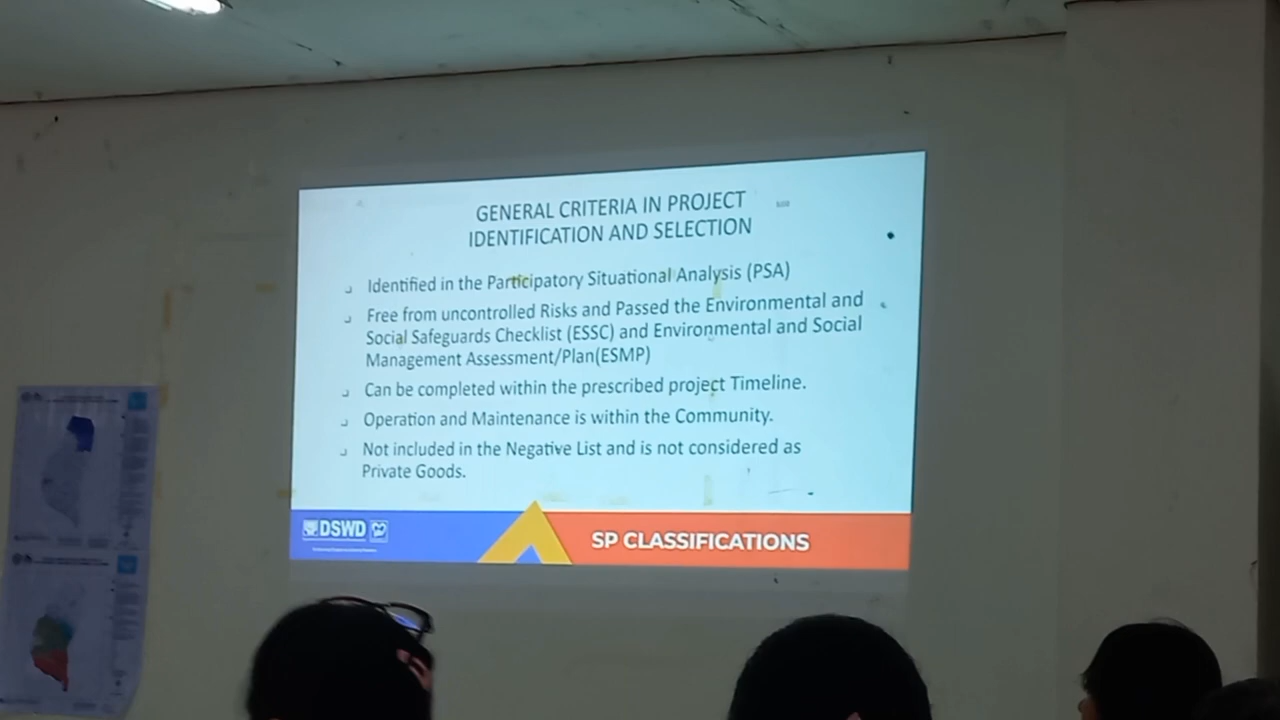 GENERAL CRITERIA IN PROJECT
IDENTIFICATION AND SELECTION
Identified in the Participatory Situational Analysis (PSA)
Free from uncontrolled Risks and Passed the Environmental and
Social Safeguards Checklist (ESSC) and Environmental and Social
Management Assessment/Plan(ESMP)
Can be completed within the prescribed project Timeline.
Operation and Maintenance is within the Community.
Not included in the Negative List and is not considered as
Private Goods.
DSWD
SP CLASSIFICATIONS